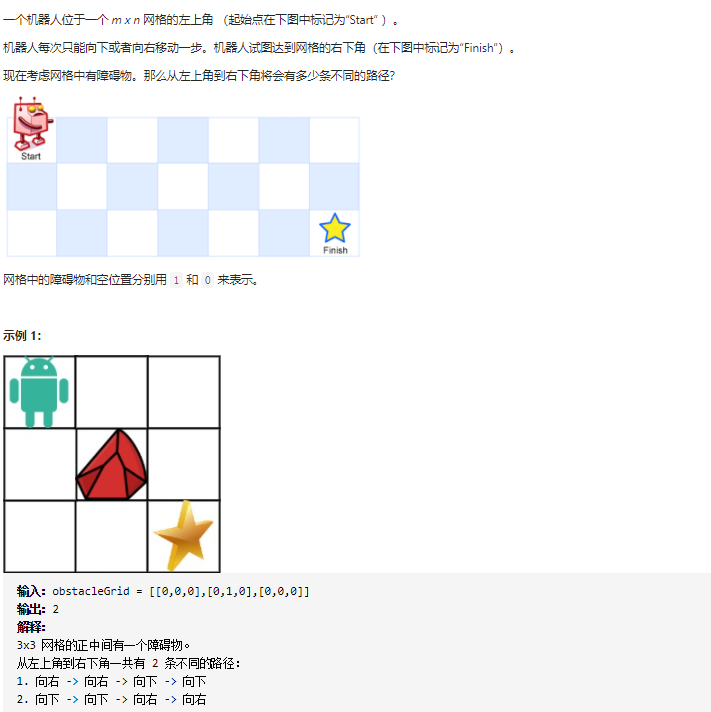 一个机器人位于一个 m x n 网格的左上角 （起始点在下图中标记为“Start” ）。
机器人每次只能向下或者向右移动一步。机器人试图达到网格的右下角（在下图中标记为“Finish”）。
现在考虑网格中有障碍物。那么从左上角到右下角将会有多少条不同的路径？
Start
Finish
网格中的障碍物和空位置分别用 1 和 0 来表示。
示例 1：
输入：obstacleGrid = [[0,0,0],[0,1,0],[0,0,0]]
输出：2
解释：
3x3 网格的正中间有一个障碍物。
从左上角到右下角一共有 2 条不同的路径：
1. 向右 -> 向右 -> 向下 -> 向下
2. 向下 -> 向下 -> 向右 -> 向右